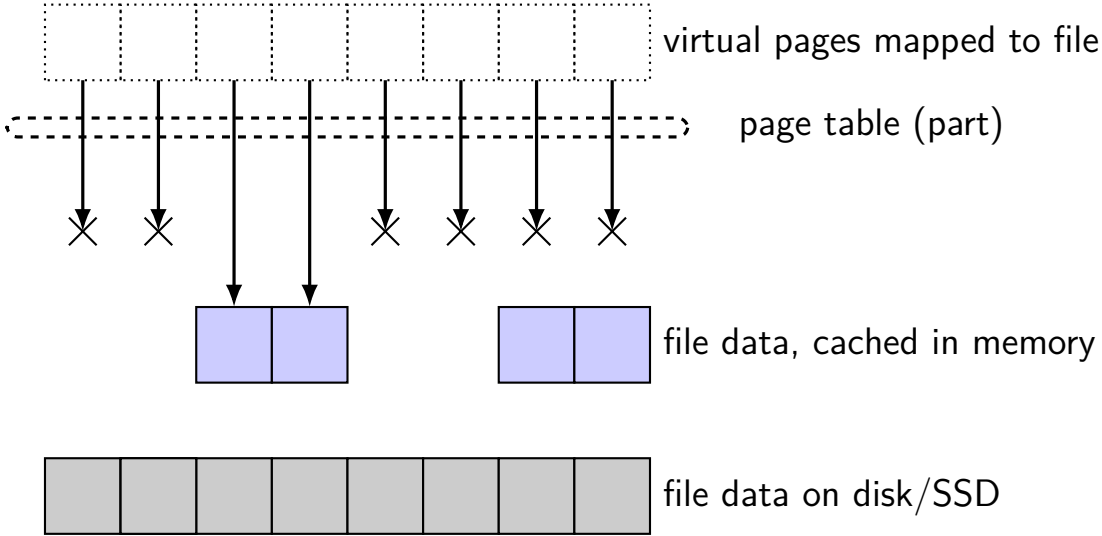 virtual pages mapped to file
page table (part)
file data, cached in memory
file data on disk/SSD